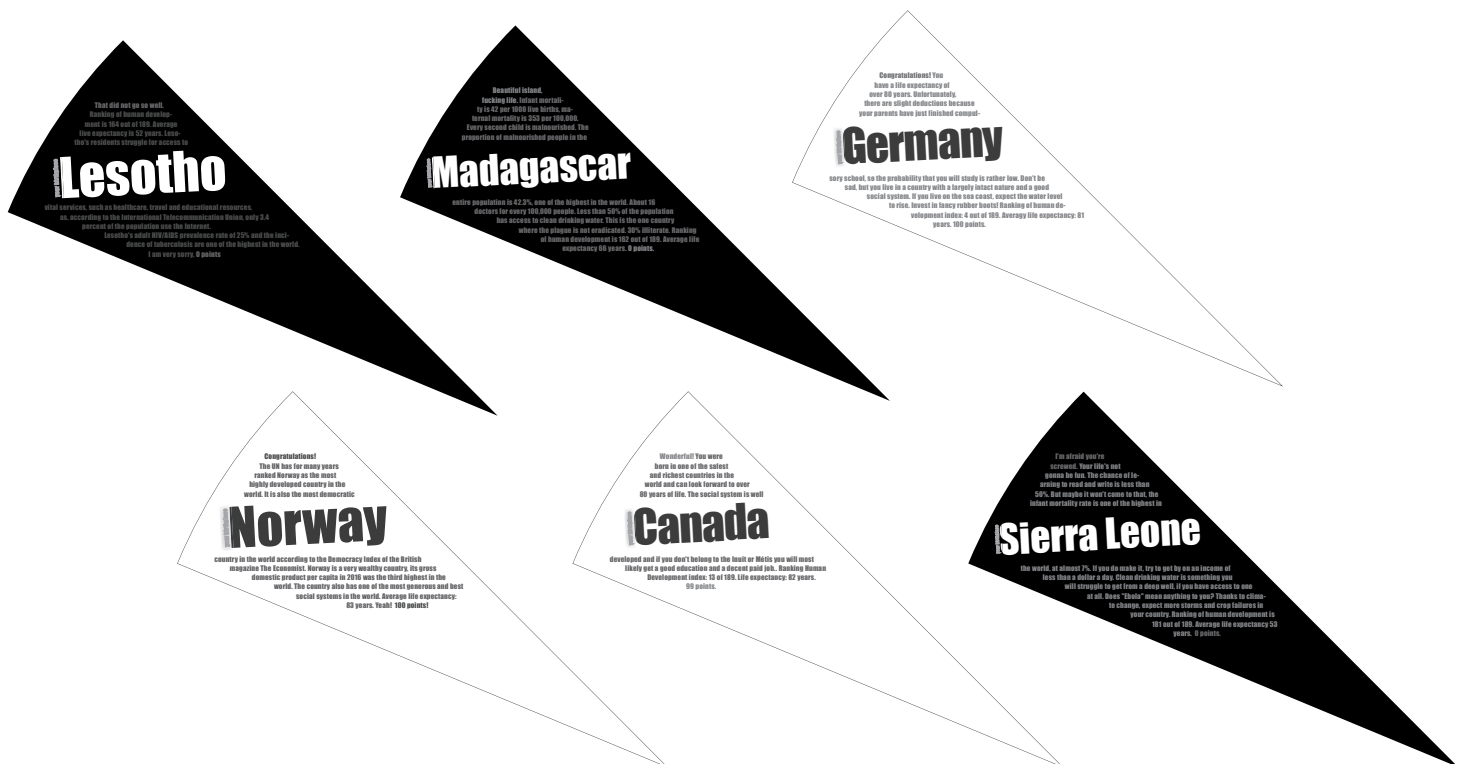 That did not go so well.
Ranking of human develop-
ment is 164 out of 189. Average
live expectancy is 52 years. Leso-
tho's residents struggle for access to
Lesotho
vital services, such as healthcare, travel and educational resources,
as, according to the International Telecommunication Union, only 3.4
percent of the population use the internet.
Lesotho's adult HIV/AIDS prevalence rate of 25% and the inci-
dence of tuberculosis are one of the highest in the world.
I am very sorry. 0 points
Beautiful island,
fucking life. Infant mortali-
ty is 42 per 1000 live births, ma-
ternal mortality is 353 per 100,000.
Every second child is malnourished. The
proportion of malnourished people in the
Madagascar
entire population is 42.3%, one of the highest in the world. About 16
doctors for every 100,000 people. Less than 50% of the population
has access to clean drinking water. This is the one country
where the plague is not eradicated. 30% illiterate. Ranking
of human development is 162 out of 189. Average life
expectancy 66 years. 0 points.
Congratulations! You
have a life expectancy of
over 80 years. Unfortunately,
there are slight deductions because
your parents have just finished compul-
Germany
sory school, so the probability that you will study is rather low. Don't be
sad, but you live in a country with a largely intact nature and a good
social system. If you live on the sea coast, expect the water level
to rise. Invest in fancy rubber boots! Ranking of human de-
velopment index: 4 out of 189. Averagy life expectancy: 81
years. 100 points.
Congratulations!
The UN has for many years
ranked Norway as the most
highly developed country in the
world. It is also the most democratic
Norway
country in the world according to the Democracy Index of the British
magazine The Economist. Norway is a very wealthy country, its gross
domestic product per capita in 2016 was the third highest in the
world. The country also has one of the most generous and best
social systems in the world. Average life expectancy:
83 years. Yeah! 100 points!
Wonderful! You were
born in one of the safest
and richest countries in the
world and can look forward to over
80 years of life. The social system is well
Canada
developed and if you don't belong to the Inuit or Métis you will most
likely get a good education and a decent paid job.. Ranking Human
Development index: 13 of 189. Life expectancy: 82 years.
99 points.
I'm afraid you're
screwed. Your life's not
gonna be fun. The chance of le-
arning to read and write is less than
50%. But maybe it won't come to that, the
infant mortality rate is one of the highest in
Sierra Leone
the world, at almost 7%. If you do make it, try to get by on an income of
less than a dollar a day. Clean drinking water is something you
will struggle to get from a deep well, if you have access to one
at all. Does "Ebola" mean anything to you? Thanks to clima-
te change, expect more storms and crop failures in
your country. Ranking of human development is
181 out of 189. Average life expectancy 53
years. 0 points.